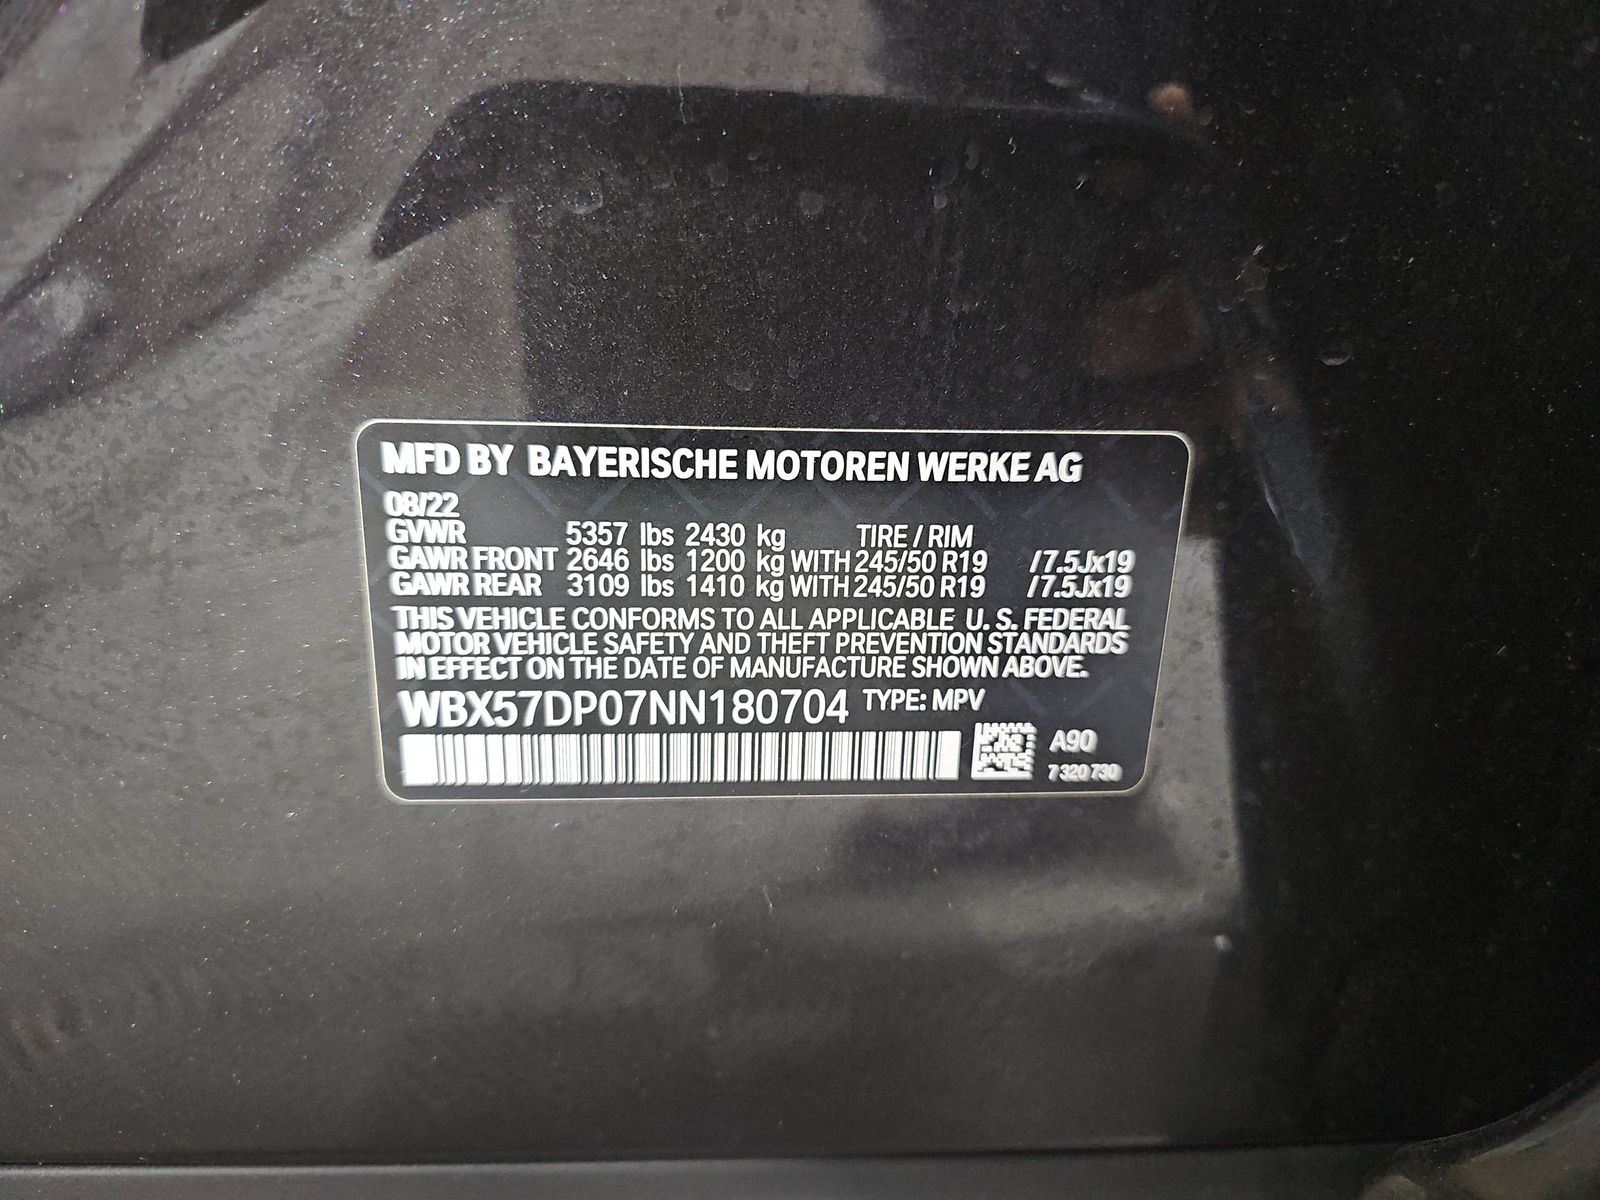 MFD BY BAYERISCHE MOTOREN WERKE AG
08/22
GVWR 5357 lbs 2430 kg TIRE / RIM
GAWR FRONT 2646 lbs 1200 kg WITH 245/50 R19 /7.5Jx19
GAWR REAR 3109 lbs 1410 kg WITH 245/50 R19 /7.5Jx19
THIS VEHICLE CONFORMS TO ALL APPLICABLE U. S. FEDERAL
MOTOR VEHICLE SAFETY AND THEFT PREVENTION STANDARDS
IN EFFECT ON THE DATE OF MANUFACTURE SHOWN ABOVE.
WBX57DP07NN180704 TYPE: MPV
A90
7 320 730